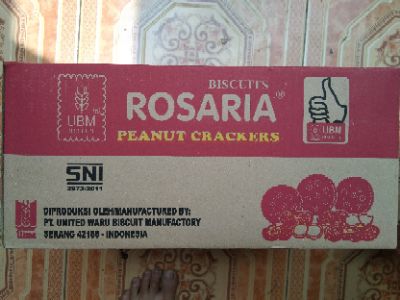 BISCUITS
ROSARIA®
PEANUT CRACKERS
UBM
UBM
SNI
2973:2011
DIPRODUKSI OLEH/MANUFACTURED BY:
PT. UNITED WARU BISCUIT MANUFACTORY
SERANG 42186 - INDONESIA